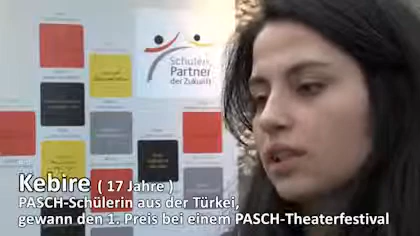 Schulen:
Partner
der Zukunft
Kebire ( 17 Jahre )
PASCH-Schülerin aus der Türkei,
gewann den 1. Preis bei einem PASCH-Theaterfestival